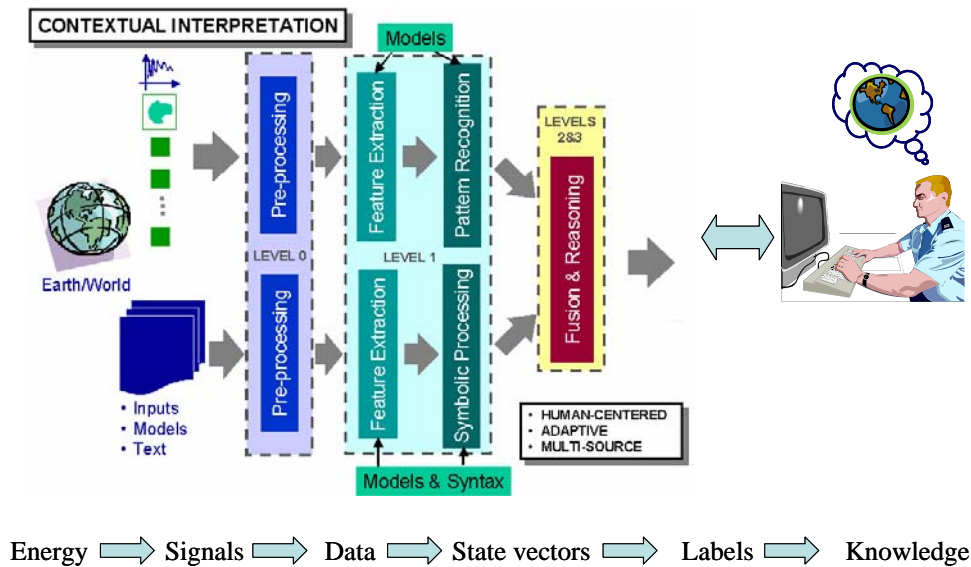 CONTEXTUAL INTERPRETATION
Models
Pre-processing
Feature Extraction
Pattern Recognition
LEVELS
2&3
Fusion & Reasoning
LEVEL 0
LEVEL 1
Earth/World
Pre-processing
Feature Extraction
Symbolic Processing
• Inputs
• Models
• Text
• HUMAN-CENTERED
• ADAPTIVE
• MULTI-SOURCE
Models & Syntax
Energy Signals Data State vectors Labels Knowledge